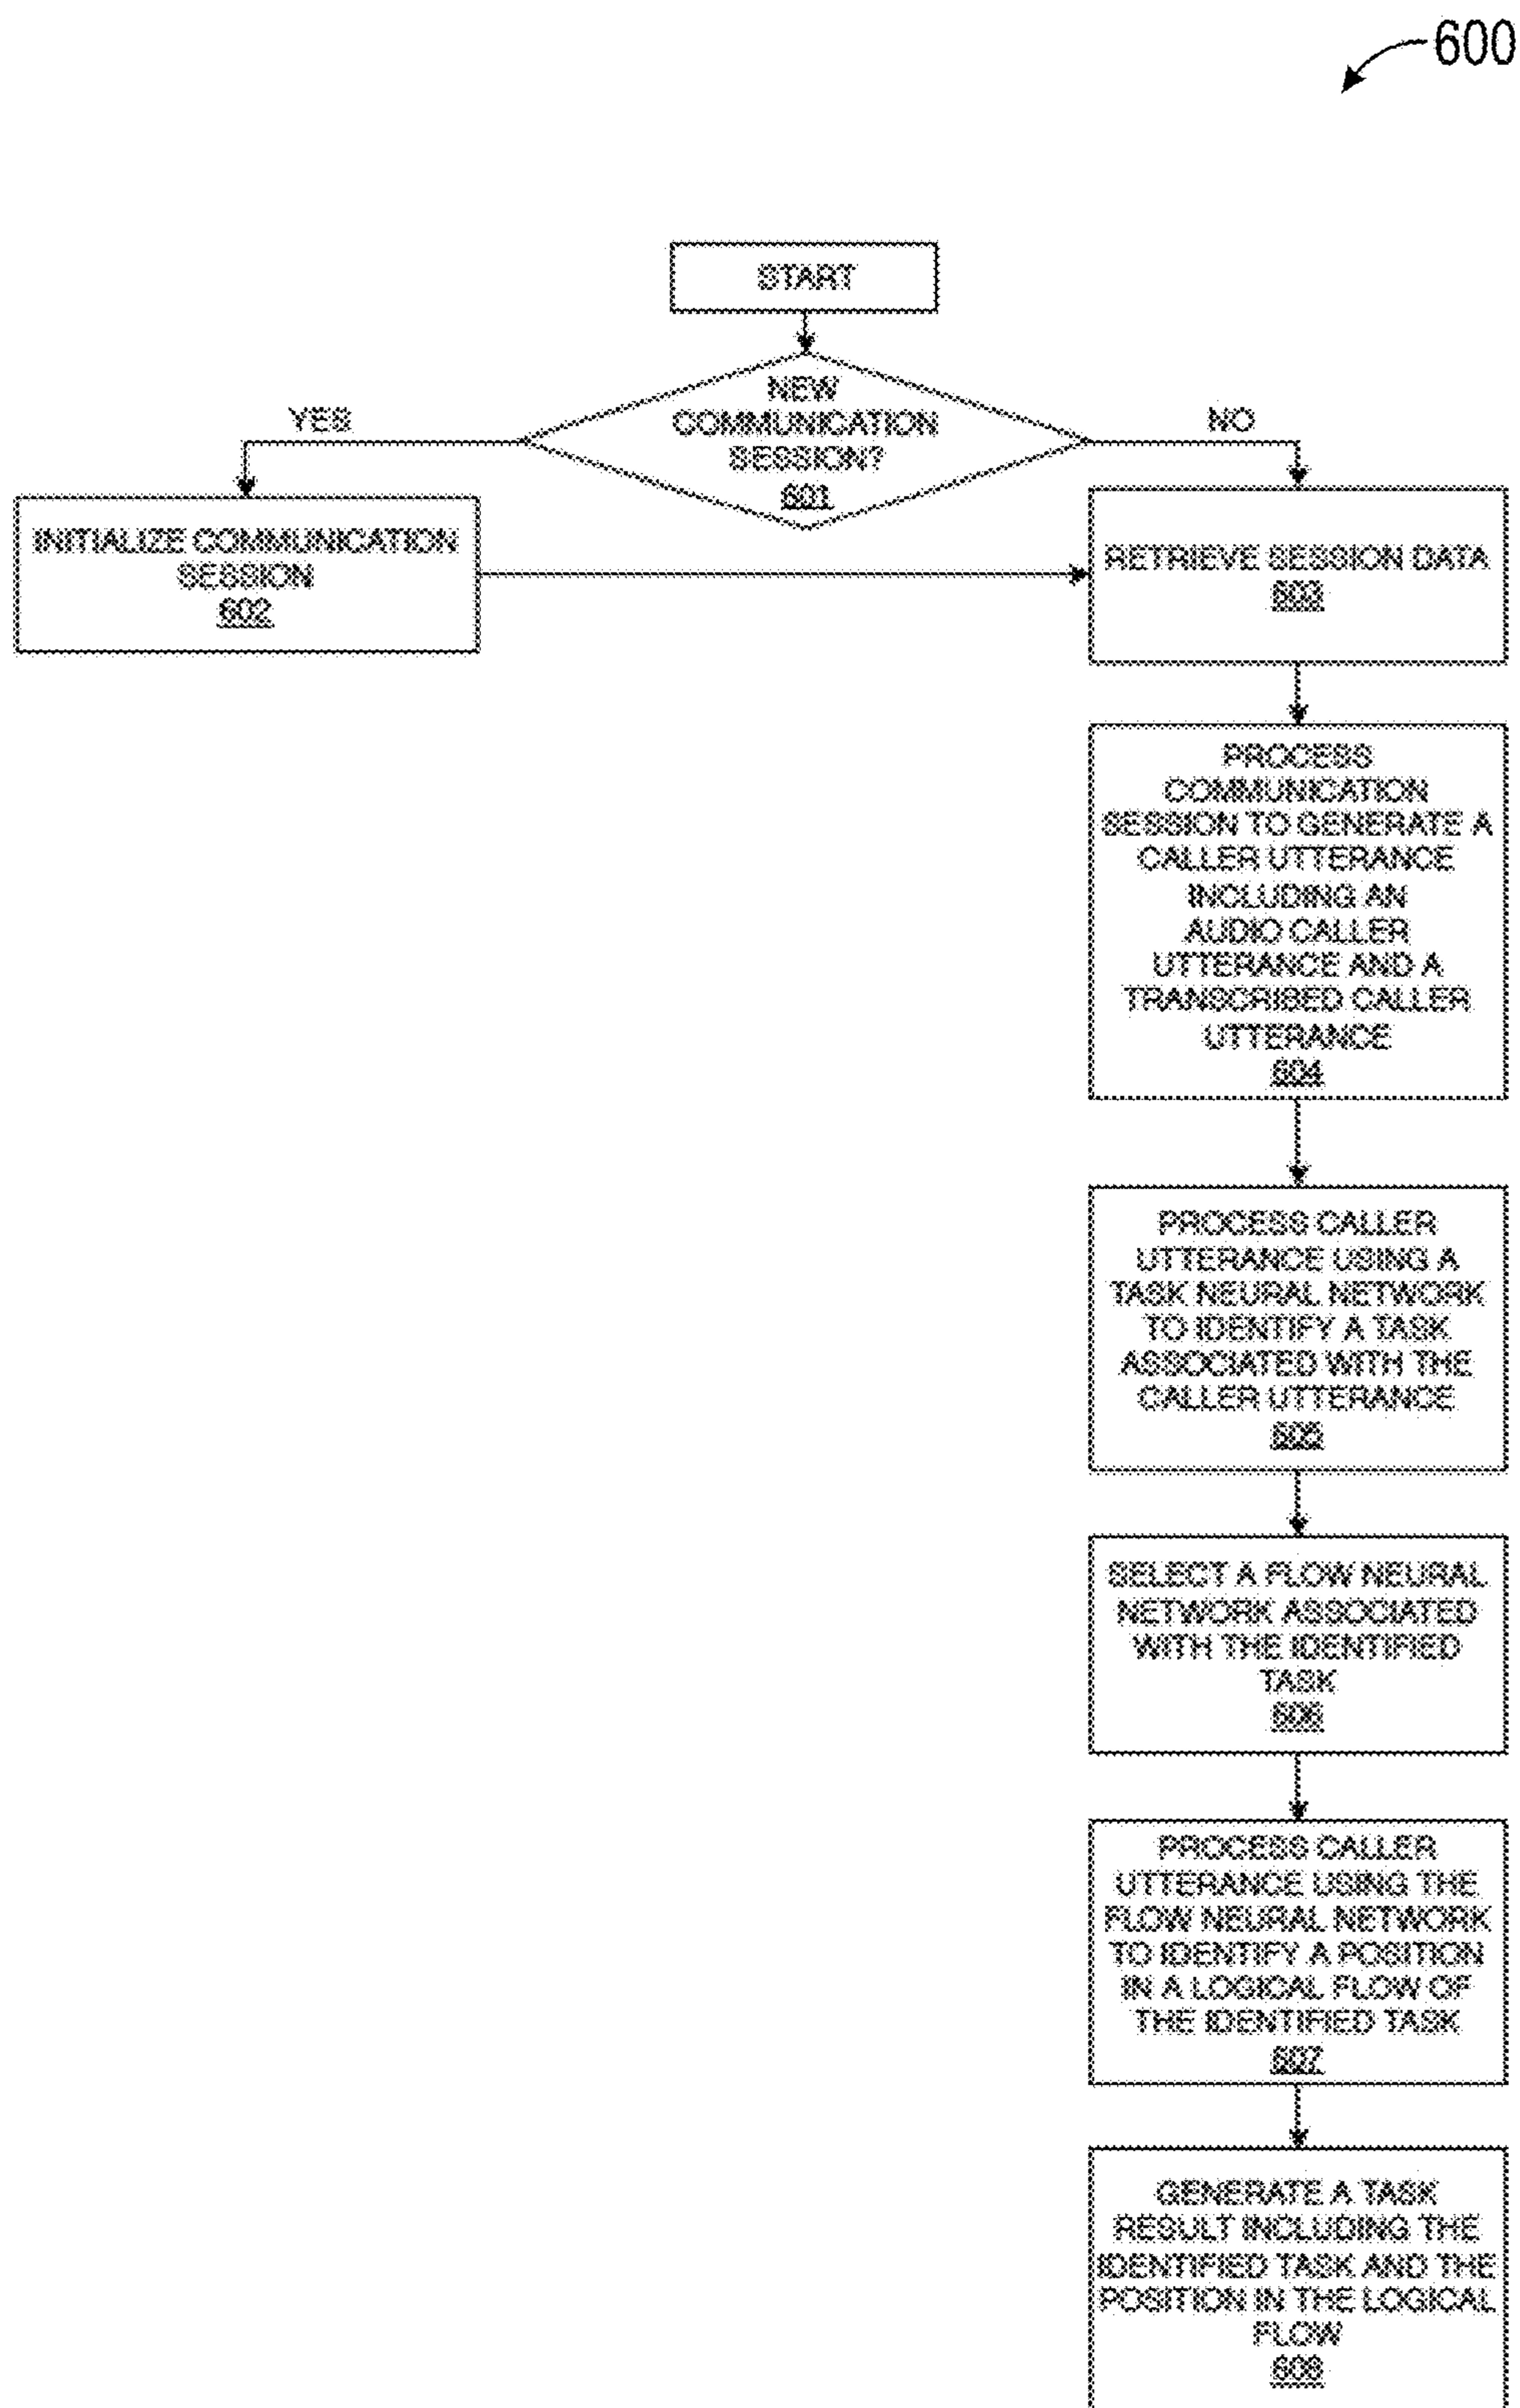 600
START
NEW
COMMUNICATION
SESSION?
601
YES
NO
INITIALIZE COMMUNICATION
SESSION
602
RETRIEVE SESSION DATA
603
PROCESS
COMMUNICATION
SESSION TO GENERATE A
CALLER UTTERANCE
INCLUDING AN
AUDIO CALLER
UTTERANCE AND A
TRANSCRIBED CALLER
UTTERANCE
604
PROCESS CALLER
UTTERANCE USING A
TASK NEURAL NETWORK
TO IDENTIFY A TASK
ASSOCIATED WITH THE
CALLER UTTERANCE
605
SELECT A FLOW NEURAL
NETWORK ASSOCIATED
WITH THE IDENTIFIED
TASK
606
PROCESS CALLER
UTTERANCE USING THE
FLOW NEURAL NETWORK
TO IDENTIFY A POSITION
IN A LOGICAL FLOW OF
THE IDENTIFIED TASK
607
GENERATE A TASK
RESULT INCLUDING THE
IDENTIFIED TASK AND THE
POSITION IN THE LOGICAL
FLOW
608